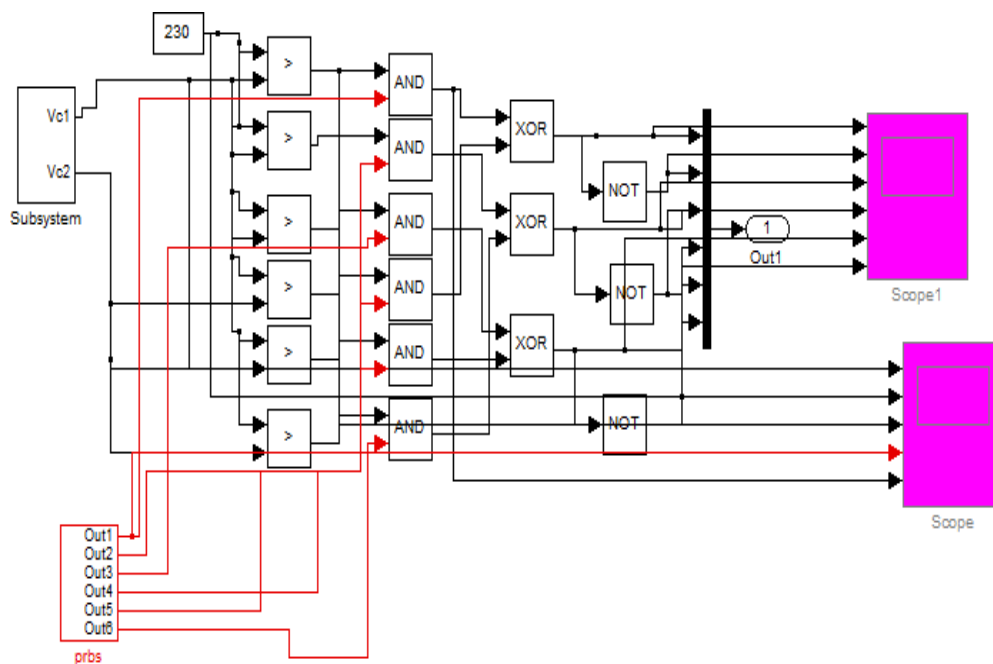 230
>
AND
Vc1
Vc2
Subsystem
>
AND
XOR
NOT
>
AND
XOR
1
Out1
Scope1
>
AND
NOT
>
AND
XOR
>
AND
NOT
Scope
Out1
Out2
Out3
Out4
Out5
Out6
prbs